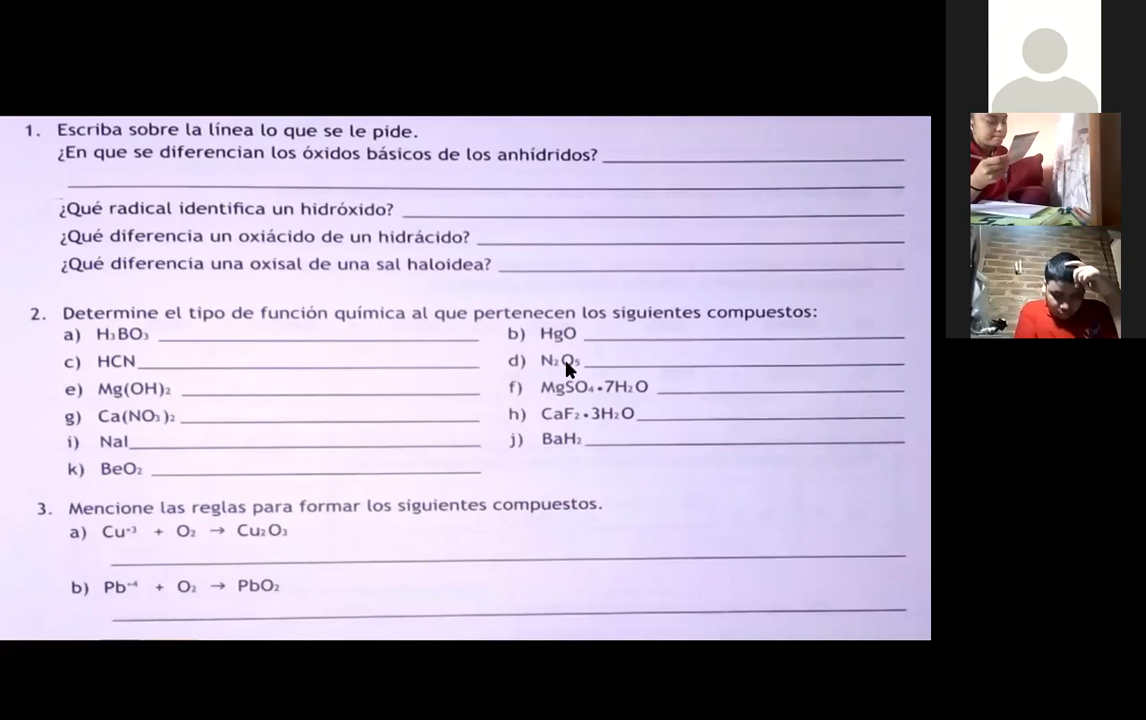 1. Escriba sobre la línea lo que se le pide.
¿En que se diferencian los óxidos básicos de los anhídridos?
¿Qué radical identifica un hidróxido?
¿Qué diferencia un oxiácido de un hidrácido?
¿Qué diferencia una oxisal de una sal haloidea?
2. Determine el tipo de función química al que pertenecen los siguientes compuestos:
a) H₃BO₃ b) HgO
c) HCN d) N₂O₅
e) Mg(OH)₂ f) MgSO₄•7H₂O
g) Ca(NO₃)₂ h) CaF₂•3H₂O
i) NaI j) BaH₂
k) BeO₂
3. Mencione las reglas para formar los siguientes compuestos.
a) Cu⁺³ + O₂ → Cu₂O₃
b) Pb⁺⁴ + O₂ → PbO₂